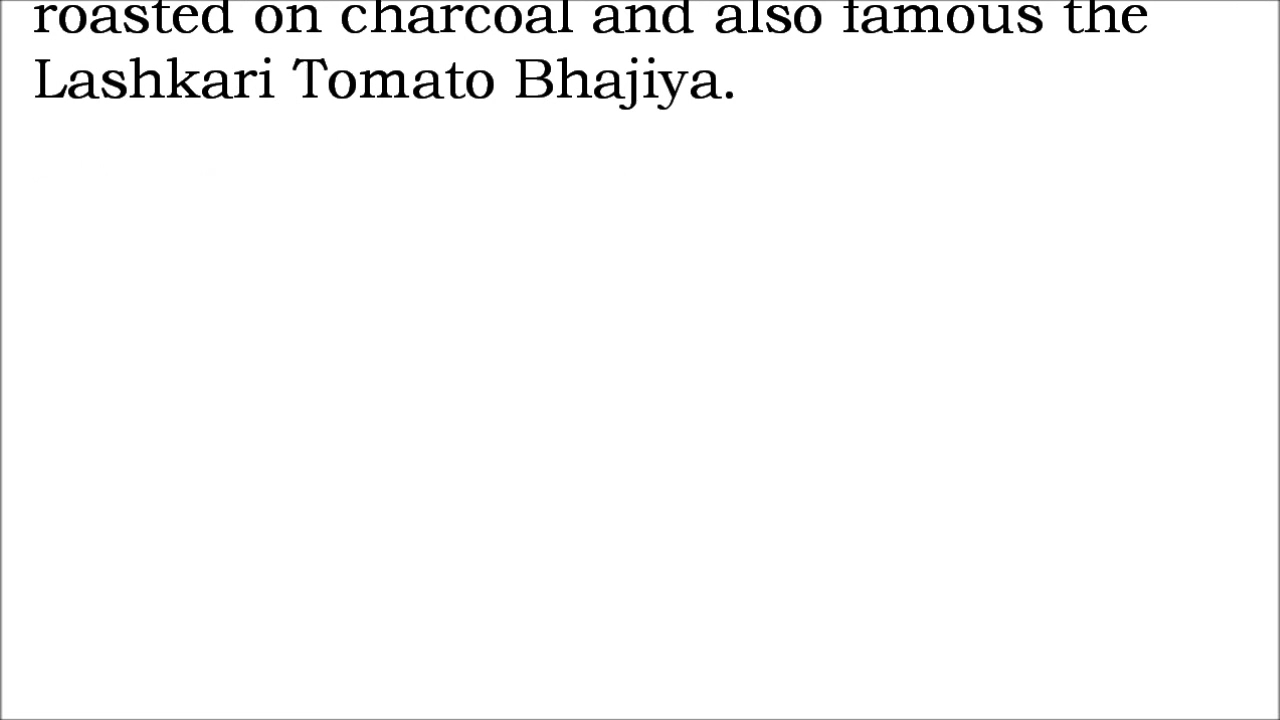 roasted on charcoal and also famous the
Lashkari Tomato Bhajiya.